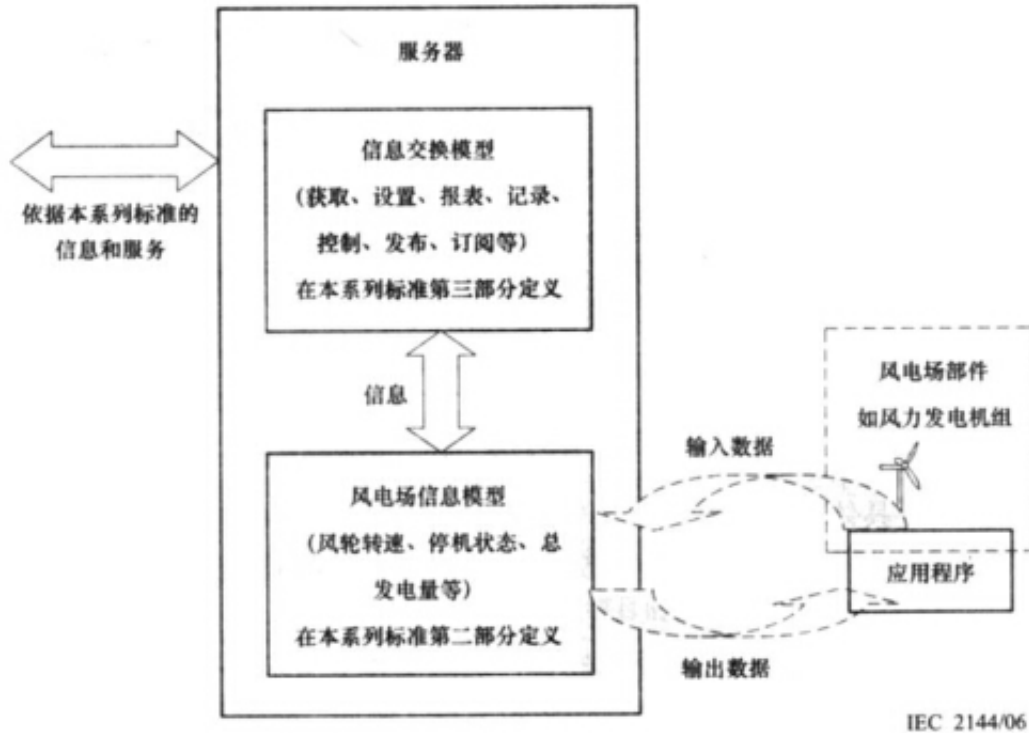 服务器
信息交换模型
(获取、设置、报表、记录、
控制、发布、订阅等)
在本系列标准第三部分定义
依据本系列标准的
信息和服务
信息
风电场信息模型
(风轮转速、停机状态、总
发电量等)
在本系列标准第二部分定义
输入数据
输出数据
风电场部件
如风力发电机组
应用程序
IEC 2144/06